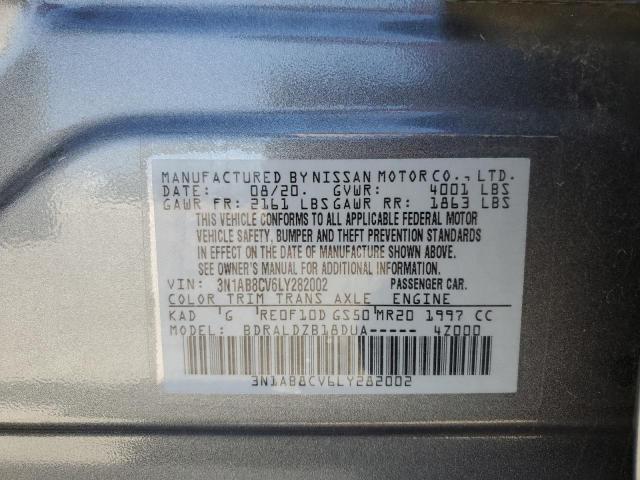 MANUFACTURED BY NISSAN MOTOR CO., LTD.
DATE: 08/20. GVWR: 4001 LBS
GAWR FR: 2161 LBS GAWR RR: 1863 LBS
THIS VEHICLE CONFORMS TO ALL APPLICABLE FEDERAL MOTOR
VEHICLE SAFETY, BUMPER AND THEFT PREVENTION STANDARDS
IN EFFECT ON THE DATE OF MANUFACTURE SHOWN ABOVE.
SEE OWNER'S MANUAL FOR ADDITIONAL INFORMATION.
VIN: 3N1AB8CV6LY282002 PASSENGER CAR.
COLOR TRIM TRANS AXLE ENGINE
KAD G RE0F10D GS50 MR20 1997 CC
MODEL: BDRALDZB18DUA----- 4Z000
3N1AB8CV6LY282002